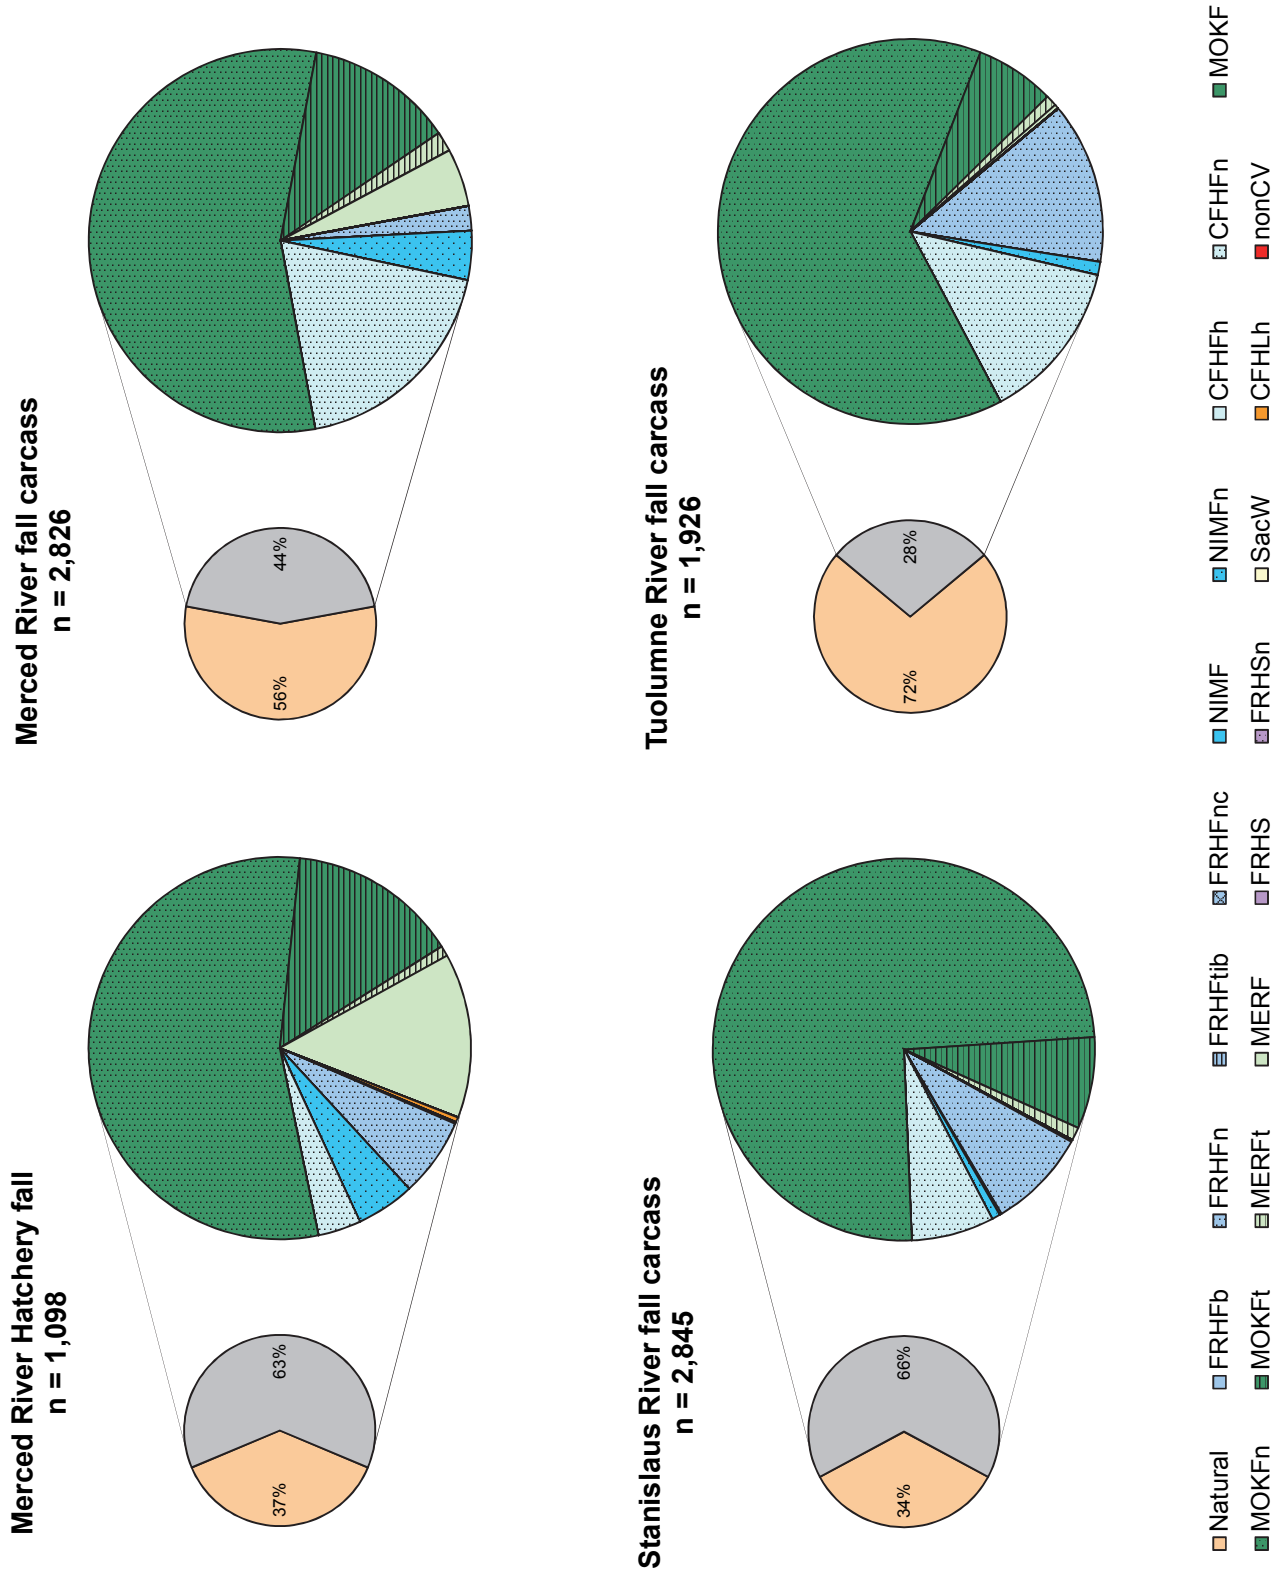 Merced River Hatchery fall
n = 1,098
37%
63%
Merced River fall carcass
n = 2,826
56%
44%
Stanislaus River fall carcass
n = 2,845
34%
66%
Tuolumne River fall carcass
n = 1,926
72%
28%
Natural FRHFb FRHFn FRHFtib FRHFnc NIMF NIMFn CFHFh CFHFn MOKF
MOKFn MOKFt MERFt MERF FRHS FRHSn SacW CFHLh nonCV